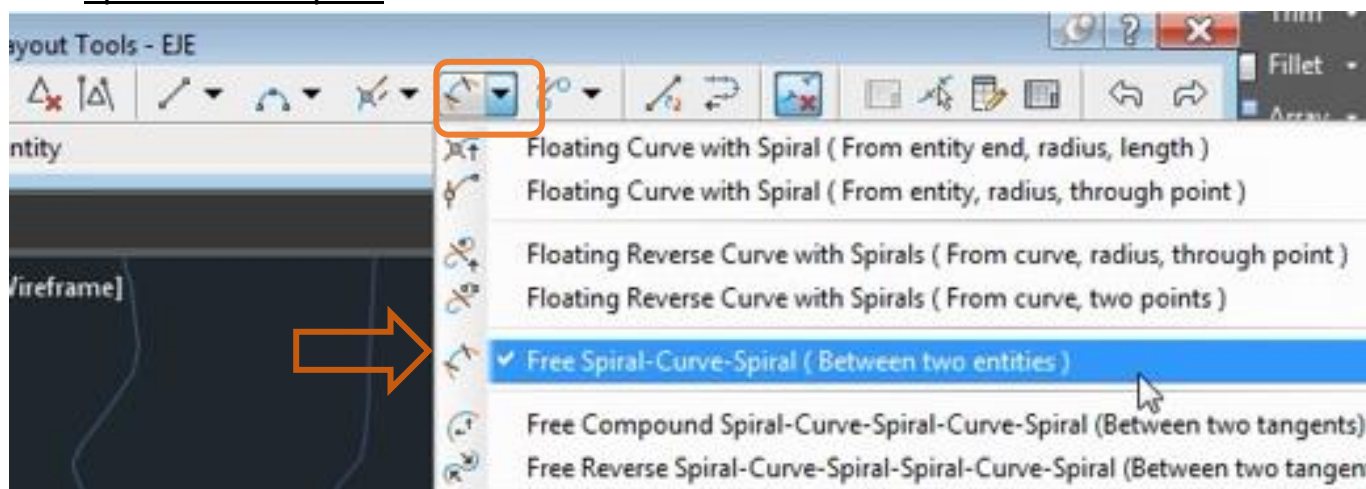 ayout Tools - EJE
Trim
Fillet
Array
ntity
Floating Curve with Spiral ( From entity end, radius, length )
Floating Curve with Spiral ( From entity, radius, through point )
Floating Reverse Curve with Spirals ( From curve, radius, through point )
Vireframe]
Floating Reverse Curve with Spirals ( From curve, two points )
Free Spiral-Curve-Spiral ( Between two entities )
Free Compound Spiral-Curve-Spiral-Curve-Spiral (Between two tangents)
Free Reverse Spiral-Curve-Spiral-Spiral-Curve-Spiral (Between two tangen